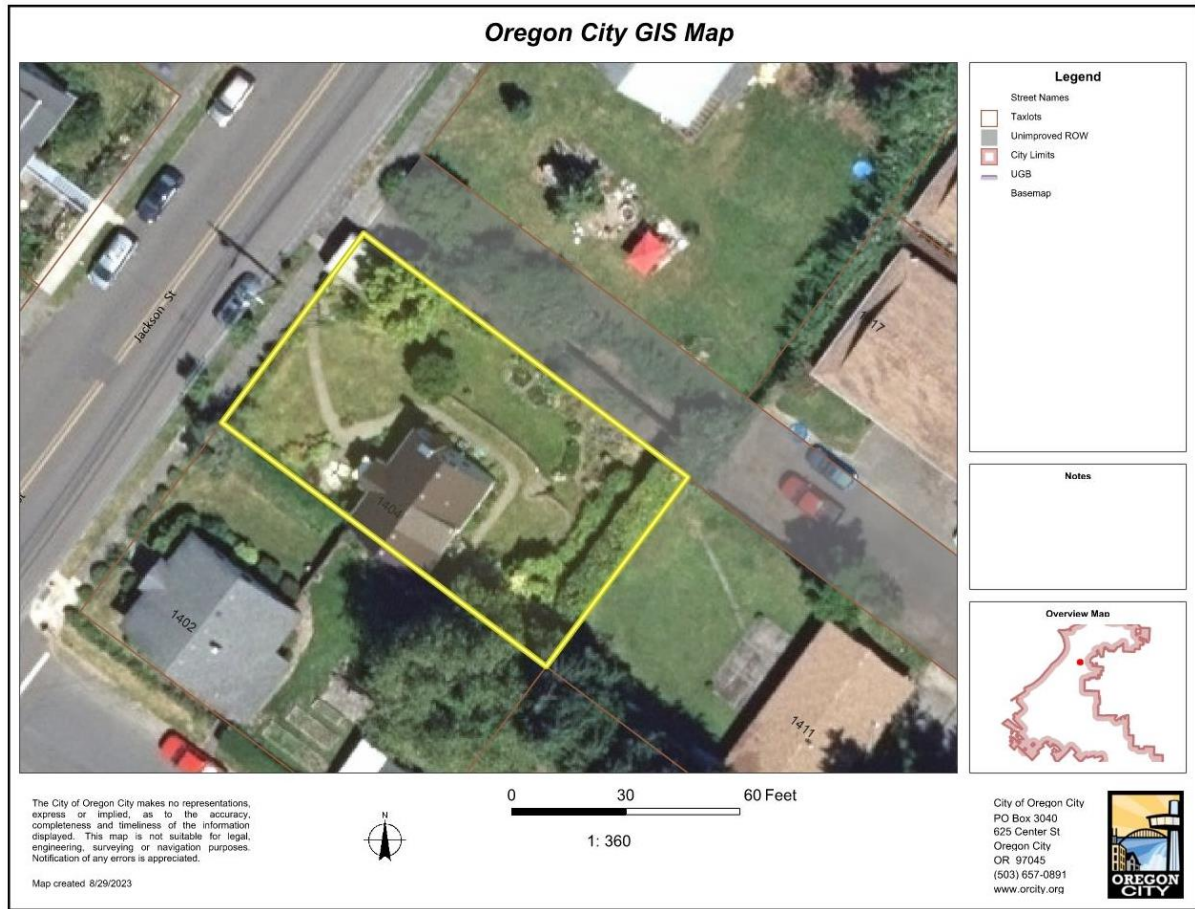 Oregon City GIS Map
Jackson St
St
1404
1402
1417
1411
Legend
Street Names
Taxlots
Unimproved ROW
City Limits
UGB
Basemap
Notes
Overview Map
The City of Oregon City makes no representations,
express or implied, as to the accuracy,
completeness and timeliness of the information
displayed. This map is not suitable for legal,
engineering, surveying or navigation purposes.
Notification of any errors is appreciated.
Map created 8/29/2023
N
0 30 60 Feet
1: 360
City of Oregon City
PO Box 3040
625 Center St
Oregon City
OR 97045
(503) 657-0891
www.orcity.org
OREGON
CITY